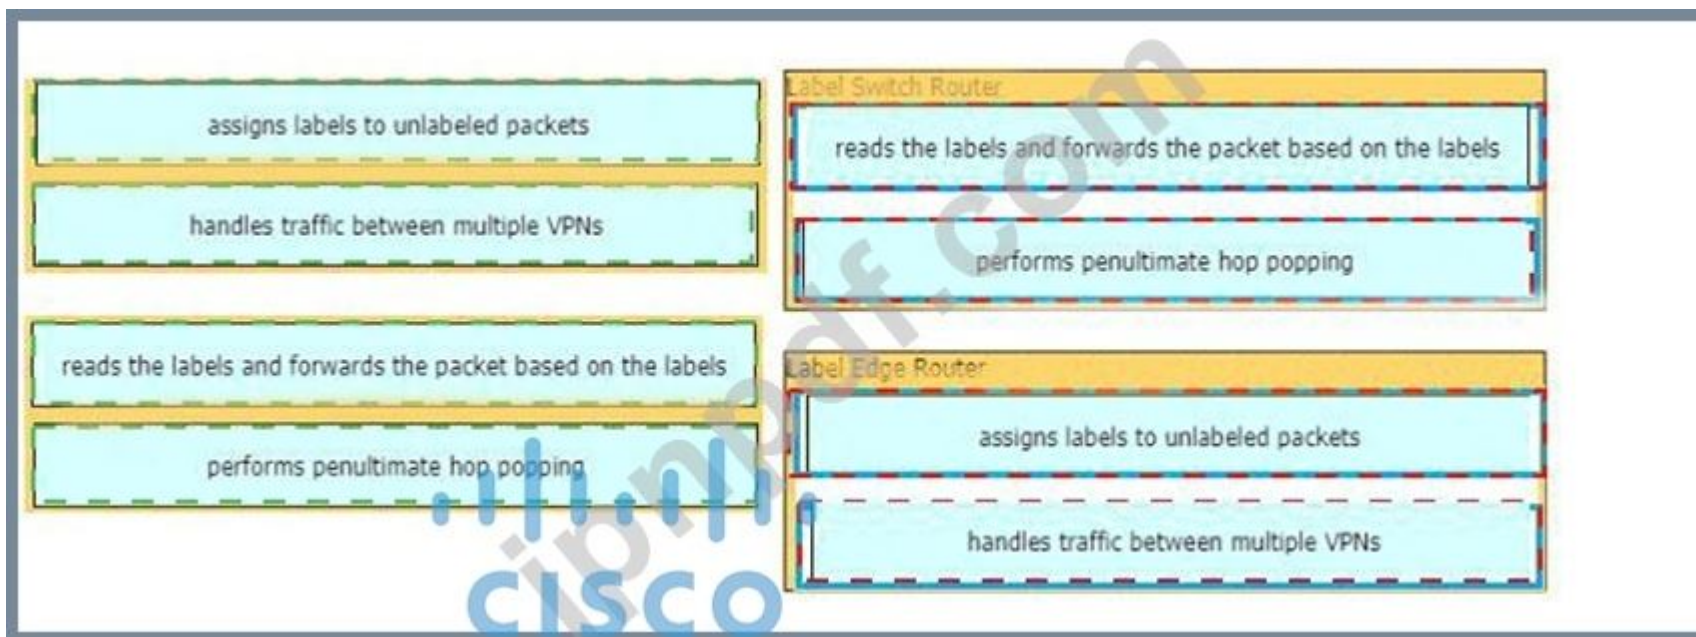 assigns labels to unlabeled packets
handles traffic between multiple VPNs
reads the labels and forwards the packet based on the labels
performs penultimate hop popping
Label Switch Router
reads the labels and forwards the packet based on the labels
performs penultimate hop popping
Label Edge Router
assigns labels to unlabeled packets
handles traffic between multiple VPNs
CISCO
jpnpdf.com